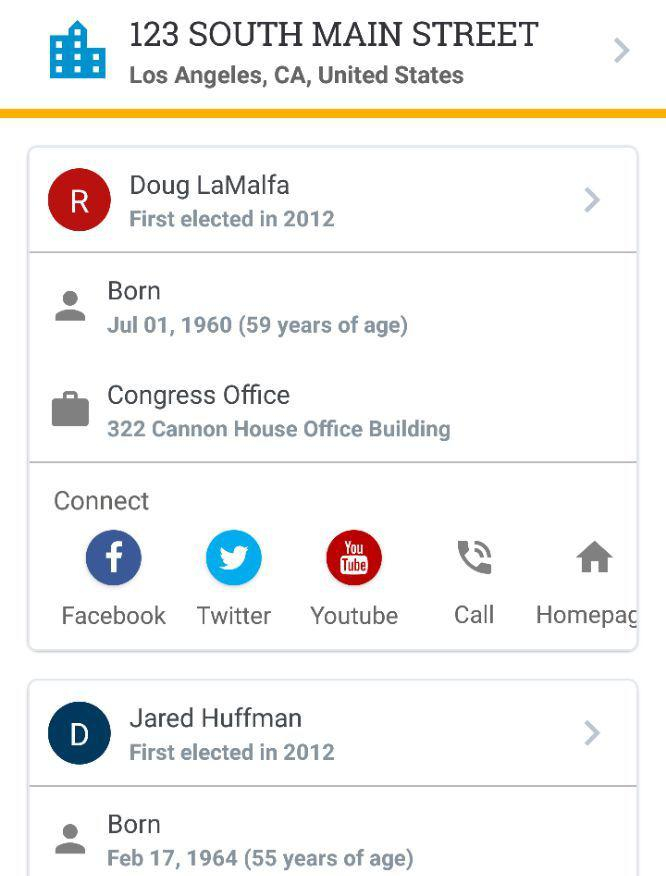 123 SOUTH MAIN STREET
Los Angeles, CA, United States
R
Doug LaMalfa
First elected in 2012
Born
Jul 01, 1960 (59 years of age)
Congress Office
322 Cannon House Office Building
Connect
f
You
Tube
Facebook Twitter Youtube Call Homepag
D
Jared Huffman
First elected in 2012
Born
Feb 17, 1964 (55 years of age)